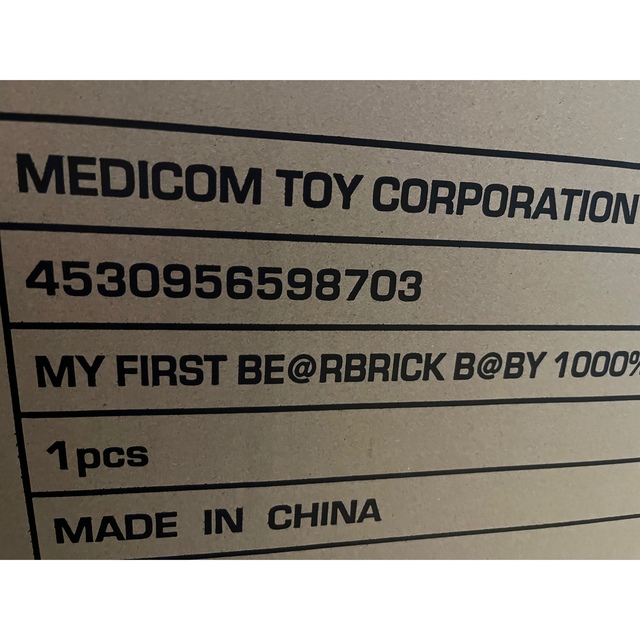 MEDICOM TOY CORPORATION
4530956598703
MY FIRST BE@RBRICK B@BY 1000%
1pcs
MADE IN CHINA